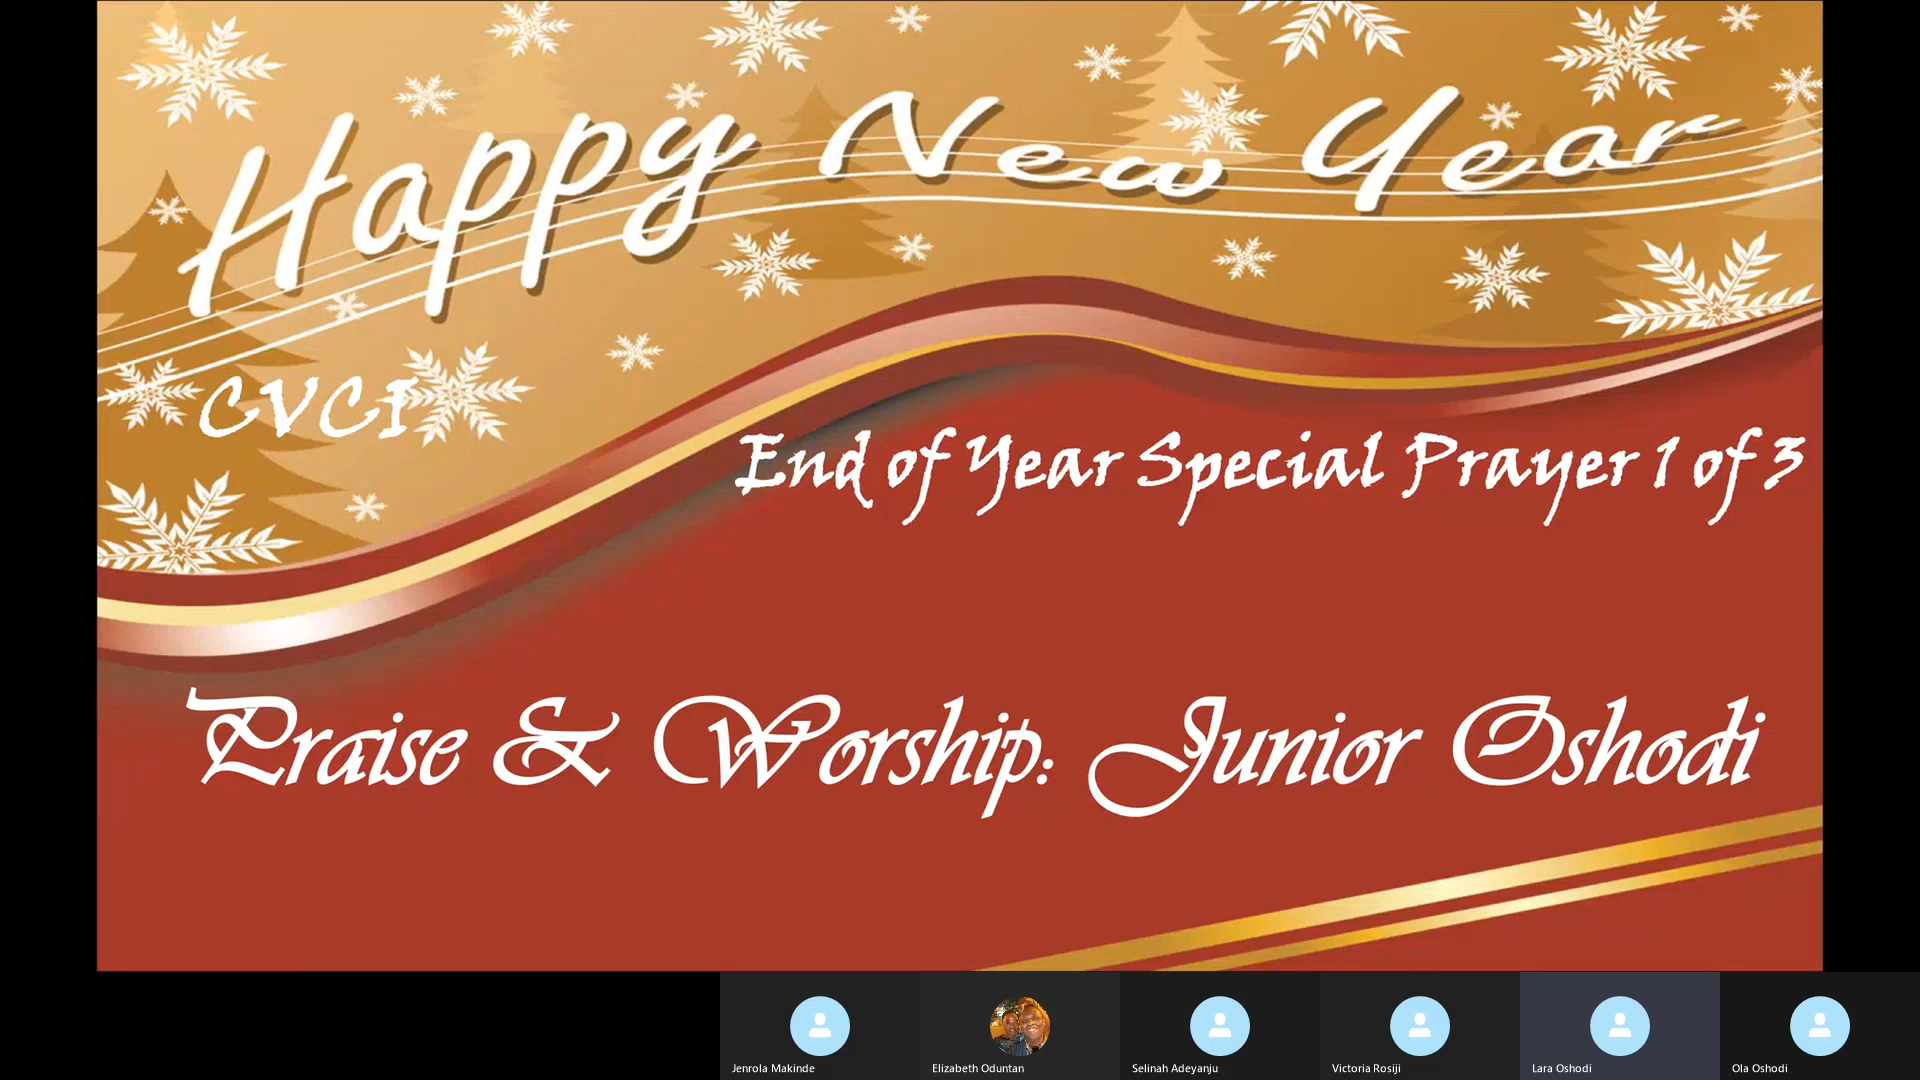 Happy New Year
CVCI
End of Year Special Prayer 1 of 3
Praise & Worship: Junior Oshodi
Jenrola Makinde
Elizabeth Oduntan
Selinah Adeyanju
Victoria Rosiji
Lara Oshodi
Ola Oshodi